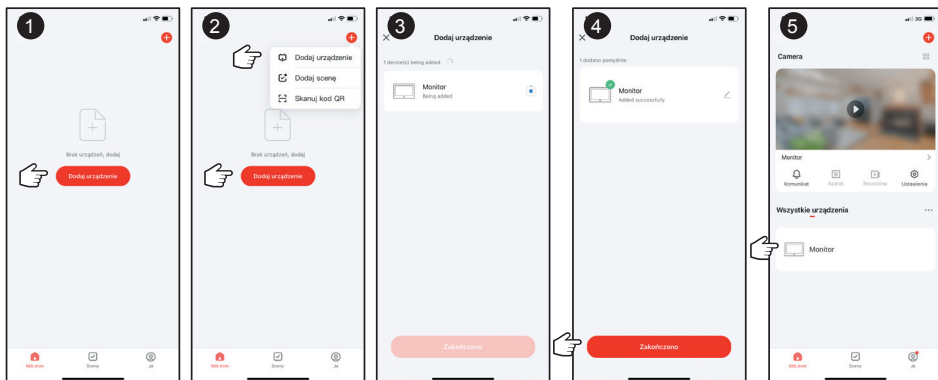 1
Brak urządzeń, dodaj
Dodaj urządzenie
Mój dom
Sceny
Ja
2
Dodaj urządzenie
Dodaj scenę
Skanuj kod QR
Brak urządzeń, dodaj
Dodaj urządzenie
Mój dom
Sceny
Ja
3
Dodaj urządzenie
1 device(s) being added
Monitor
Being added
Zakończono
4
Dodaj urządzenie
1 dodano pomyślnie
Monitor
Added successfully
Zakończono
5
3G
Camera
Monitor
Komunikat
Aparat
Recording
Ustawienia
Wszystkie urządzenia
Monitor
Mój dom
Sceny
Ja